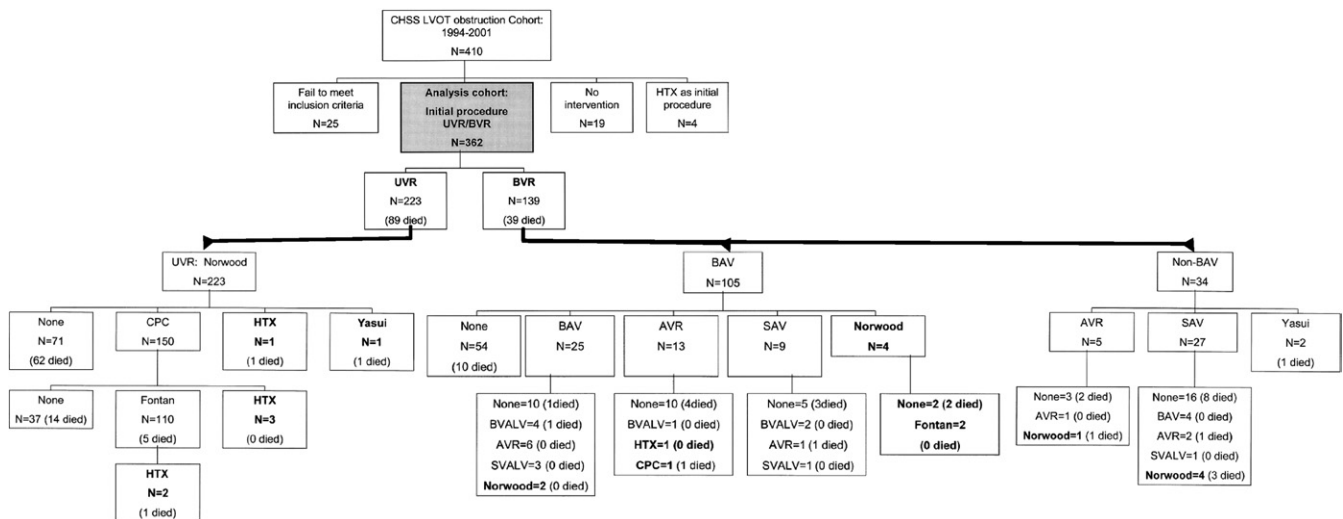 CHSS LVOT obstruction Cohort:
1994-2001
N=410
Fail to meet
inclusion criteria
N=25
Analysis cohort:
Initial procedure
UVR/BVR
N=362
No
intervention
N=19
HTX as initial
procedure
N=4
UVR
N=223
(89 died)
BVR
N=139
(39 died)
UVR: Norwood
N=223
BAV
N=105
Non-BAV
N=34
None
N=71
(62 died)
CPC
N=150
HTX
N=1
(1 died)
Yasui
N=1
(1 died)
None
N=54
(10 died)
BAV
N=25
AVR
N=13
SAV
N=9
Norwood
N=4
AVR
N=5
SAV
N=27
Yasui
N=2
(1 died)
None
N=37 (14 died)
Fontan
N=110
(5 died)
HTX
N=3
(0 died)
HTX
N=2
(1 died)
None=10 (1died)
BVALV=4 (1 died)
AVR=6 (0 died)
SVALV=3 (0 died)
Norwood=2 (0 died)
None=10 (4died)
BVALV=1 (0 died)
HTX=1 (0 died)
CPC=1 (1 died)
None=5 (3died)
BVALV=2 (0 died)
AVR=1 (1 died)
SVALV=1 (0 died)
None=2 (2 died)
Fontan=2
(0 died)
None=3 (2 died)
AVR=1 (0 died)
Norwood=1 (1 died)
None=16 (8 died)
BAV=4 (0 died)
AVR=2 (1 died)
SVALV=1 (0 died)
Norwood=4 (3 died)